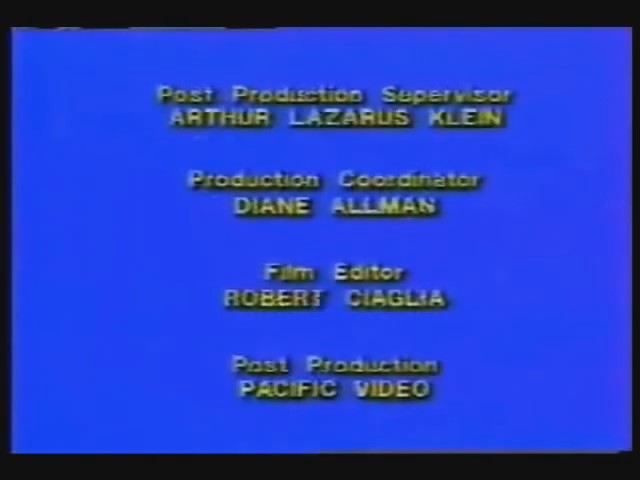 Post Production Supervisor
ARTHUR LAZARUS KLEIN
Production Coordinator
DIANE ALLMAN
Film Editor
ROBERT CIAGLIA
Post Production
PACIFIC VIDEO